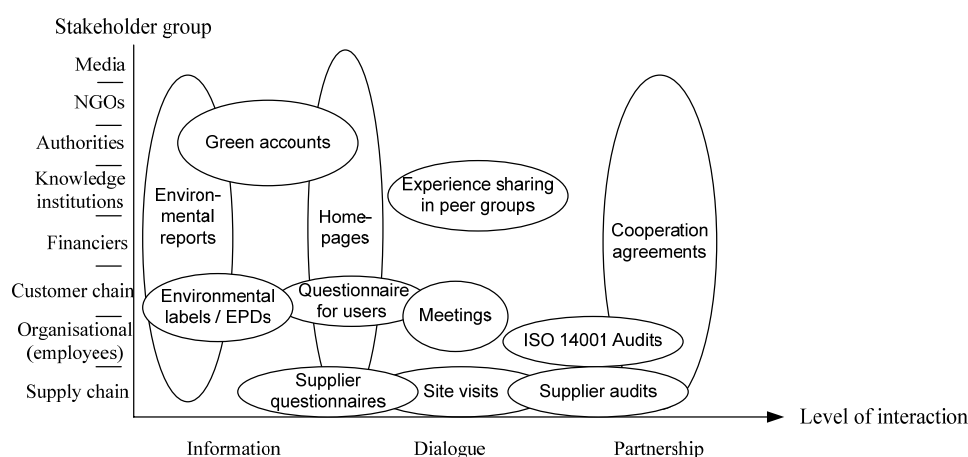 Stakeholder group
Media
NGOs
Authorities
Knowledge
institutions
Financiers
Customer chain
Organisational
(employees)
Supply chain
Green accounts
Environ-
mental
reports
Home-
pages
Experience sharing
in peer groups
Cooperation
agreements
Environmental
labels / EPDs
Questionnaire
for users
Meetings
ISO 14001 Audits
Supplier
questionnaires
Site visits
Supplier audits
Level of interaction
Information
Dialogue
Partnership